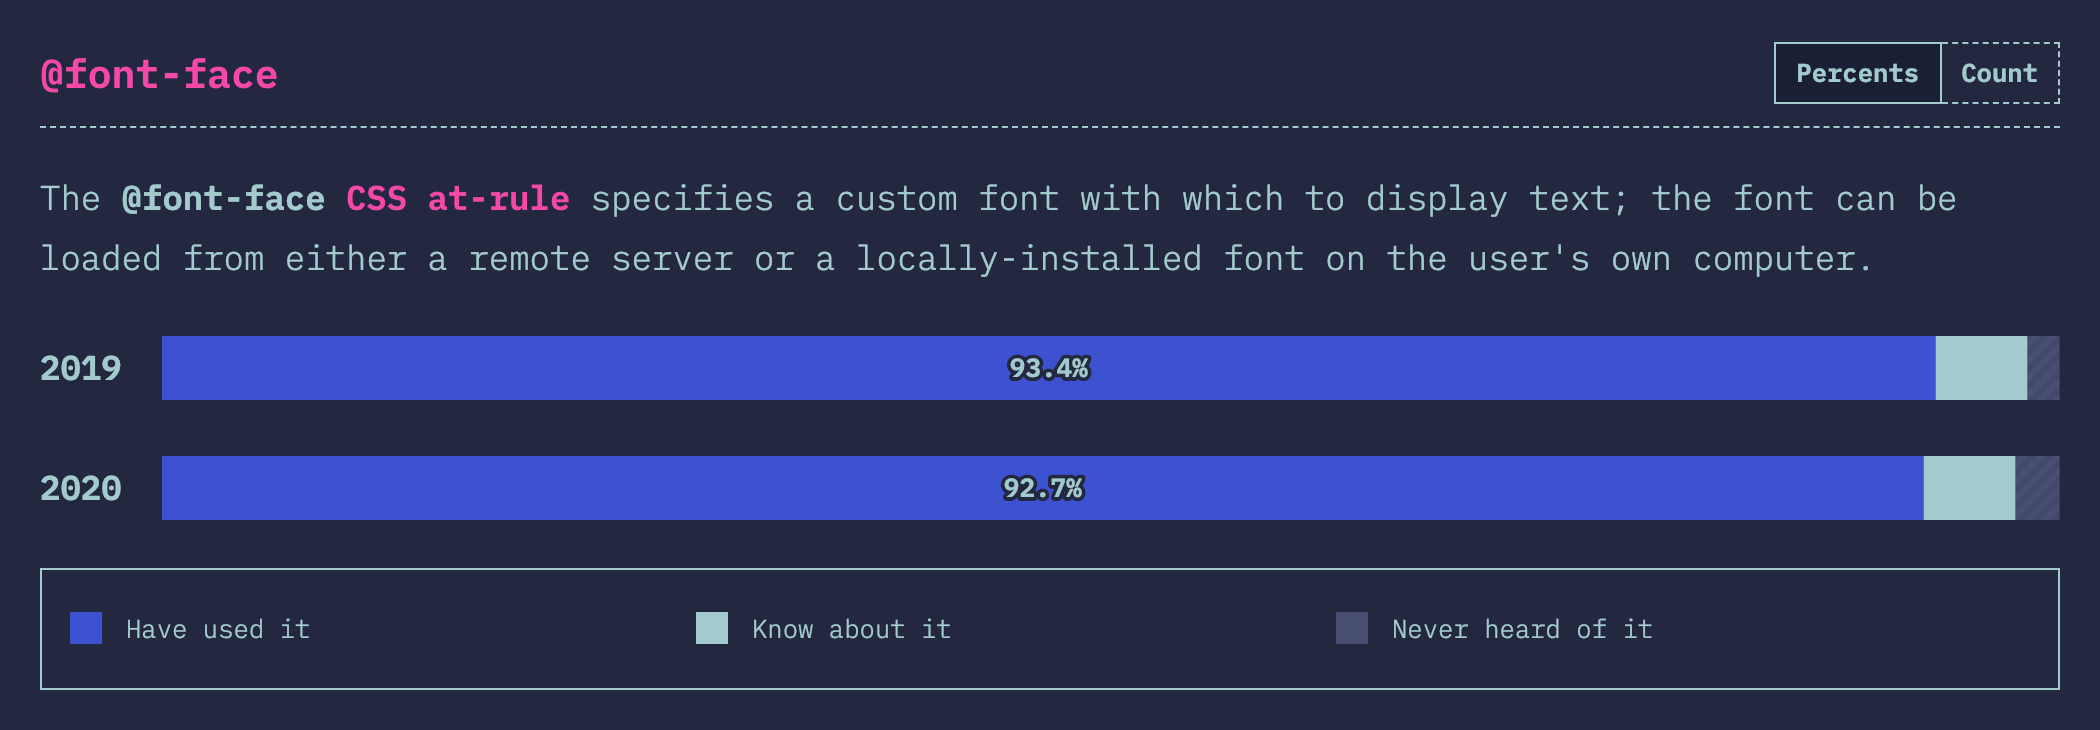 @font-face
Percents Count
The @font-face CSS at-rule specifies a custom font with which to display text; the font can be
loaded from either a remote server or a locally-installed font on the user's own computer.
2019 93.4%
2020 92.7%
Have used it Know about it Never heard of it